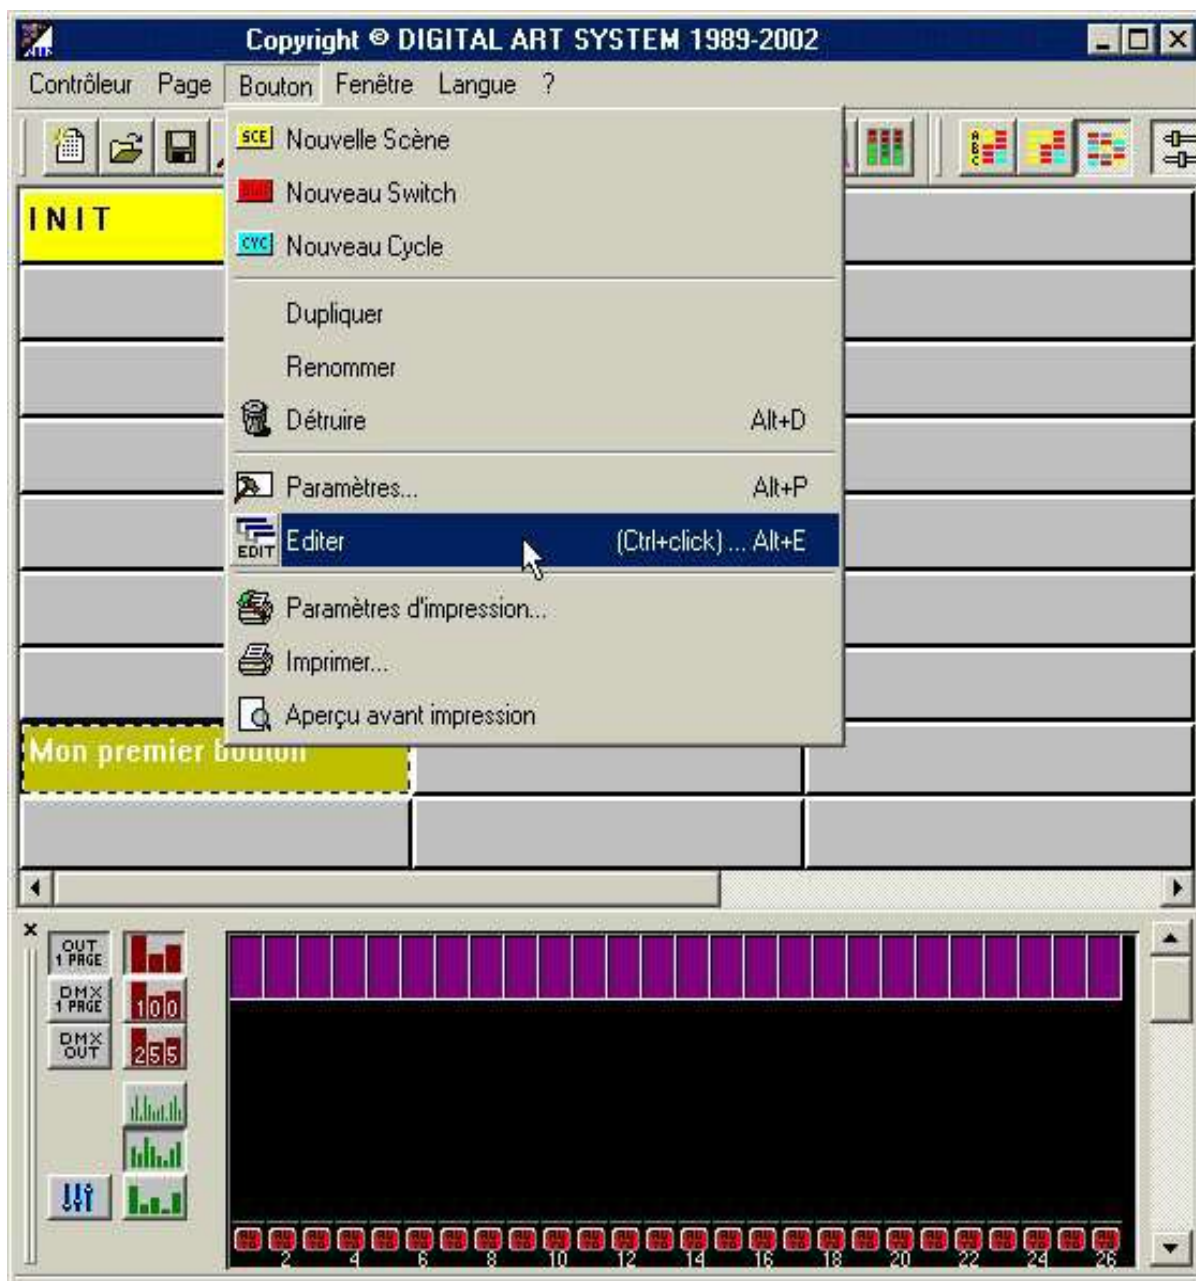 Copyright © DIGITAL ART SYSTEM 1989-2002
Contrôleur Page Bouton Fenêtre Langue ?
SCE Nouvelle Scène
Nouveau Switch
CYC Nouveau Cycle
INIT
Dupliquer
Renommer
Détruire Alt+D
Paramètres... Alt+P
EDIT Editer (Ctrl+click) ... Alt+E
Paramètres d'impression...
Imprimer...
Aperçu avant impression
Mon premier bouton
OUT
1 PAGE
DMX
1 PAGE
100
DMX
OUT
255
2 4 6 8 10 12 14 16 18 20 22 24 26